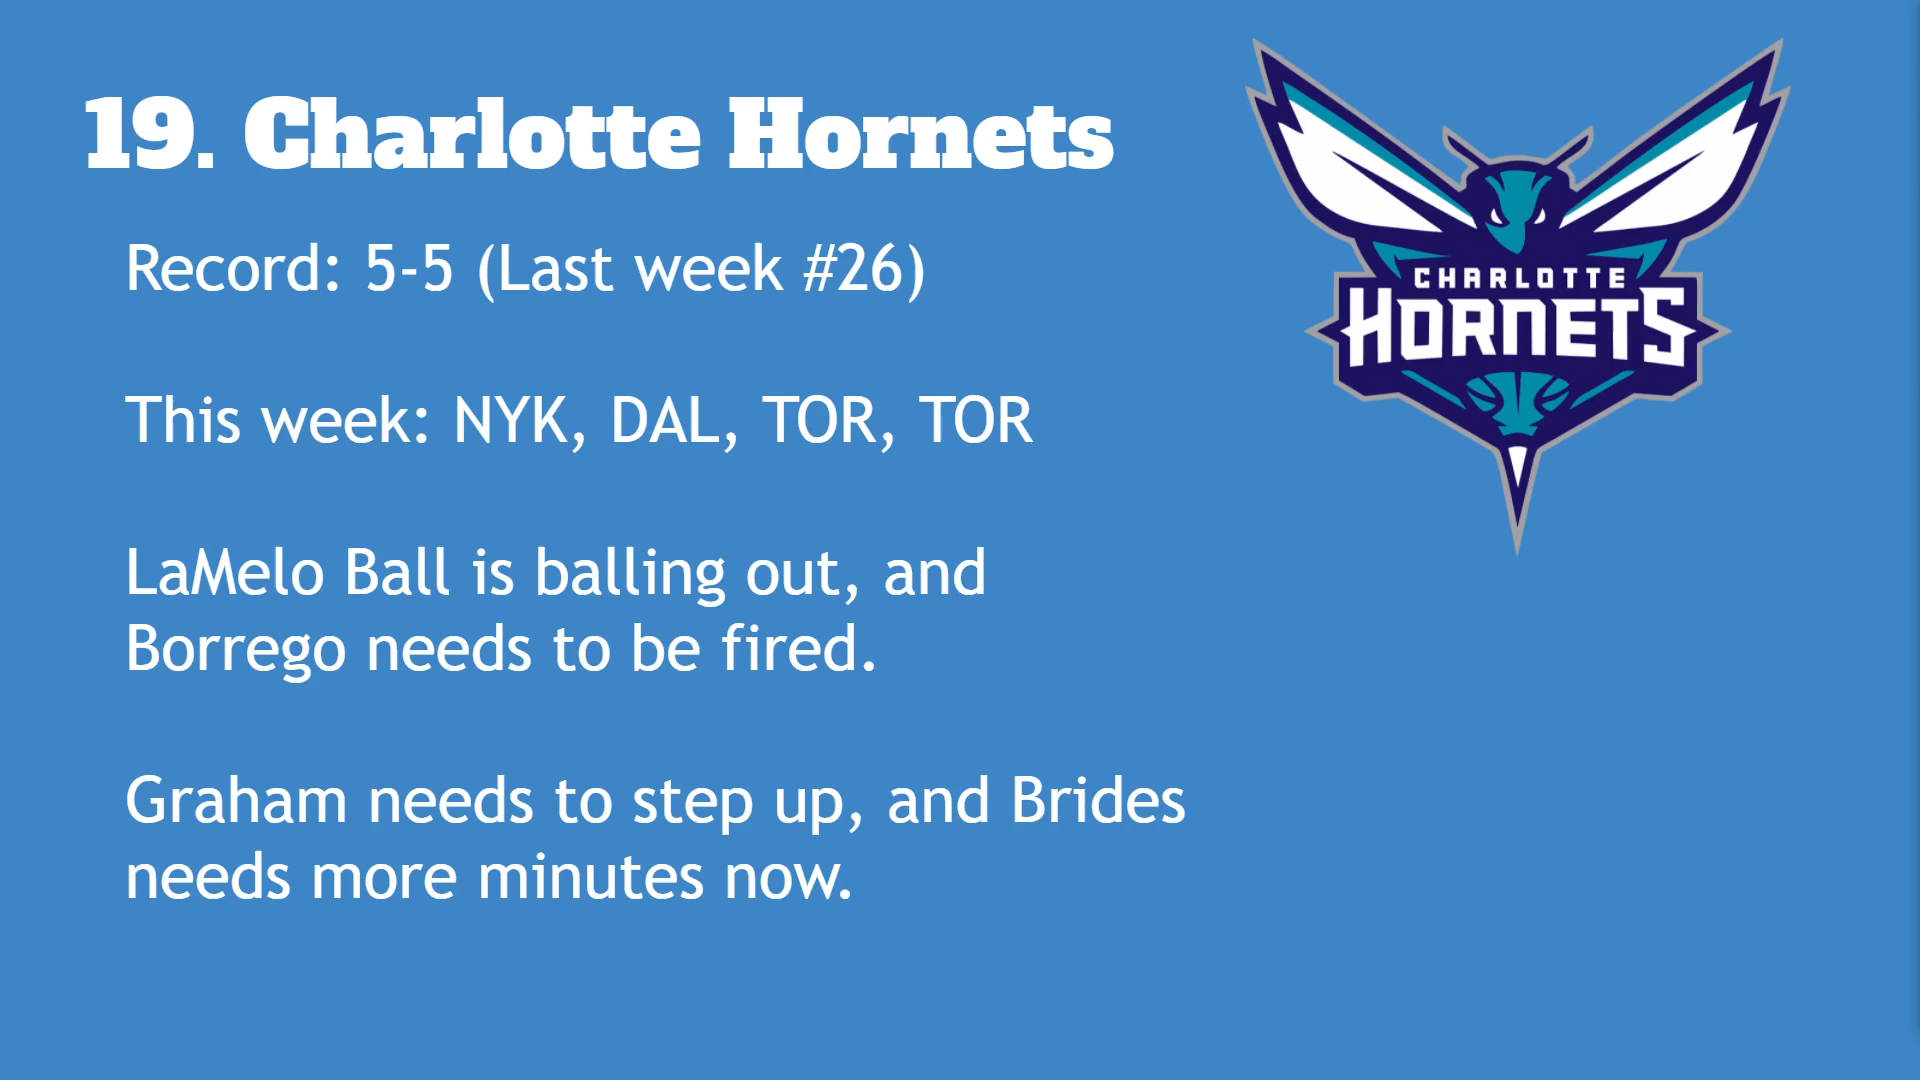 19. Charlotte Hornets
Record: 5-5 (Last week #26)
This week: NYK, DAL, TOR, TOR
LaMelo Ball is balling out, and
Borrego needs to be fired.
Graham needs to step up, and Brides
needs more minutes now.
CHARLOTTE
HORNETS